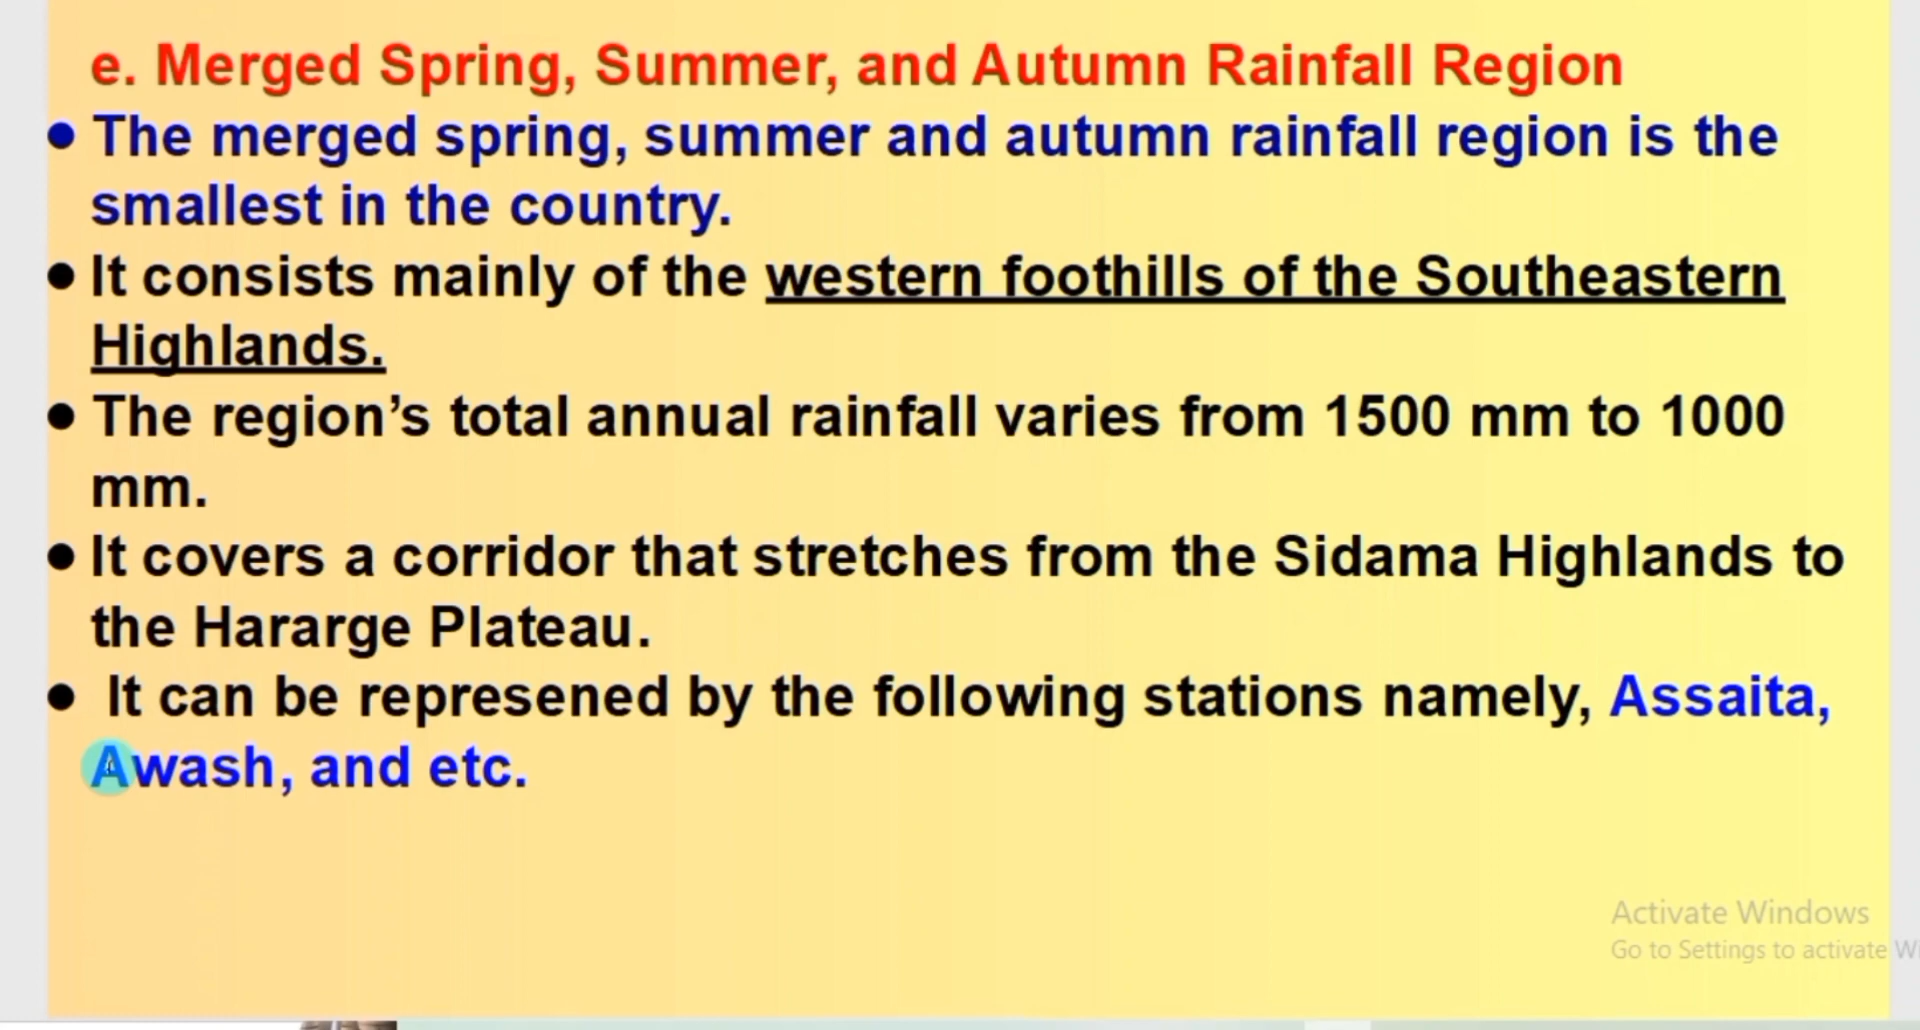 e. Merged Spring, Summer, and Autumn Rainfall Region
● The merged spring, summer and autumn rainfall region is the
smallest in the country.
● It consists mainly of the western foothills of the Southeastern
Highlands.
● The region’s total annual rainfall varies from 1500 mm to 1000
mm.
● It covers a corridor that stretches from the Sidama Highlands to
the Hararge Plateau.
● It can be represened by the following stations namely, Assaita,
Awash, and etc.
Activate Windows
Go to Settings to activate Wi